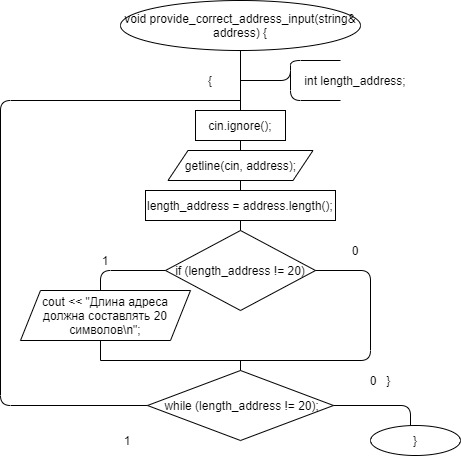 void provide_correct_address_input(string&
address) {
{
int length_address;
cin.ignore();
getline(cin, address);
length_address = address.length();
if (length_address != 20)
1
0
cout << "Длина адреса
должна составлять 20
символов\n";
0 }
while (length_address != 20);
1
}